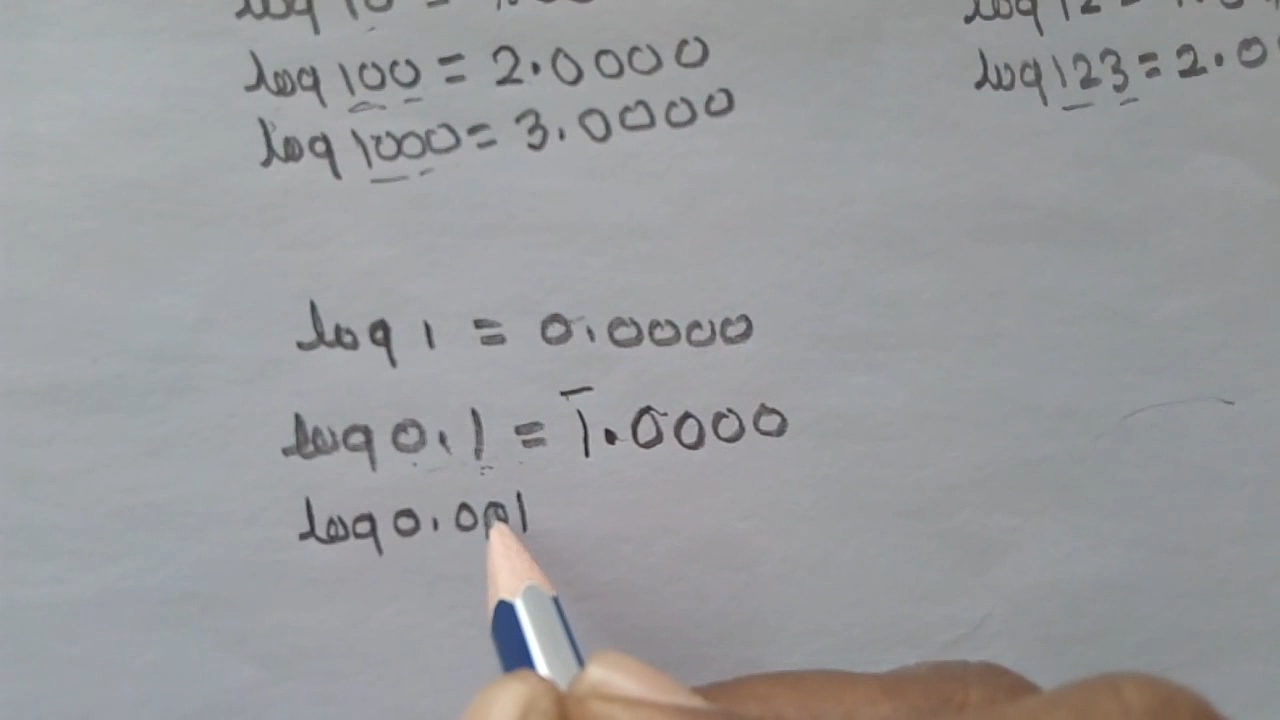 log 100 = 2.0000
log 1000 = 3.0000
log 123 = 2.0
log 1 = 0.0000
log 0.1 = 1̅.0000
log 0.001